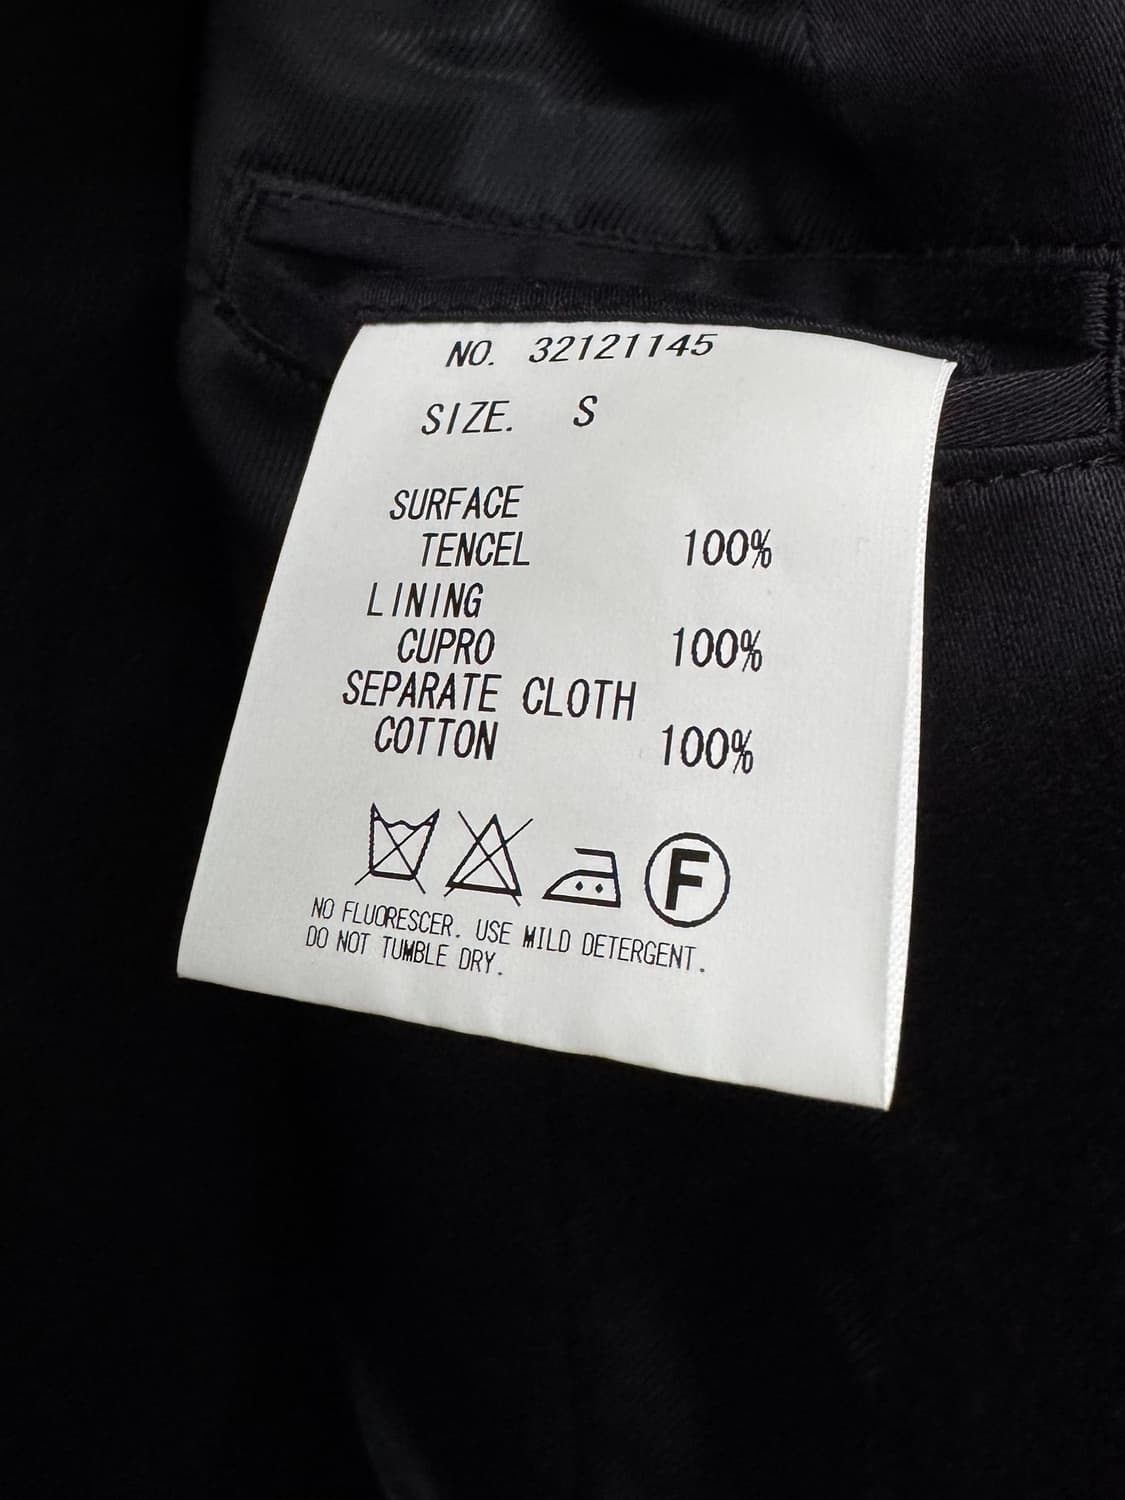 NO. 32121145
SIZE. S
SURFACE
TENCEL 100%
LINING
CUPRO 100%
SEPARATE CLOTH
COTTON 100%
F
NO FLUORESCER. USE MILD DETERGENT.
DO NOT TUMBLE DRY.